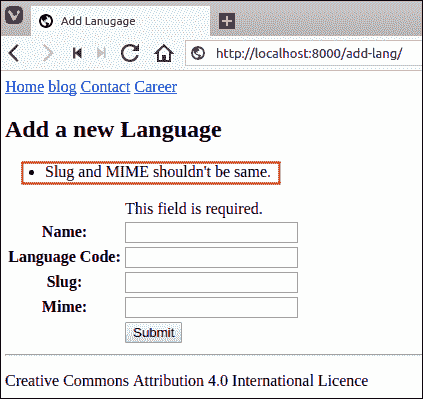 Add Lanugage
http://localhost:8000/add-lang/
Home blog Contact Career
Add a new Language
Slug and MIME shouldn't be same.
This field is required.
Name:
Language Code:
Slug:
Mime:
Submit
Creative Commons Attribution 4.0 International Licence